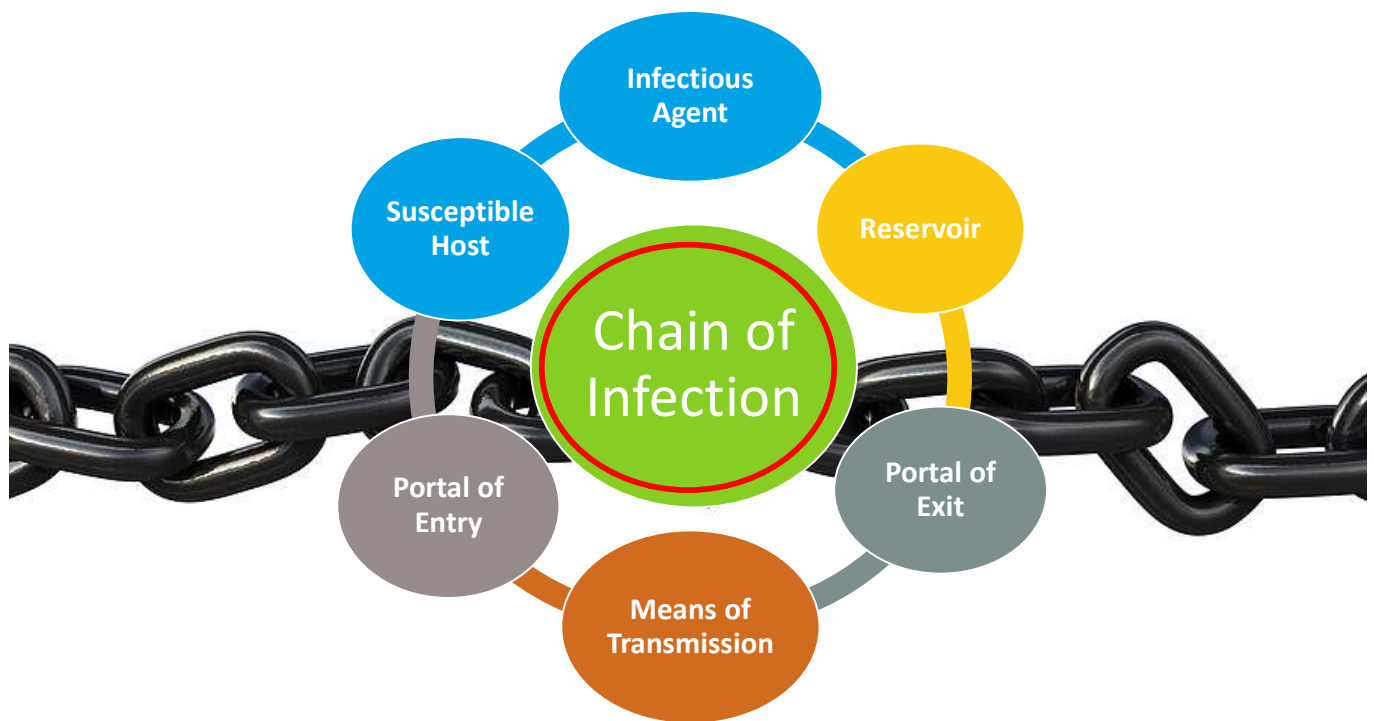 Infectious
Agent
Reservoir
Portal of
Exit
Means of
Transmission
Portal of
Entry
Susceptible
Host
Chain of
Infection